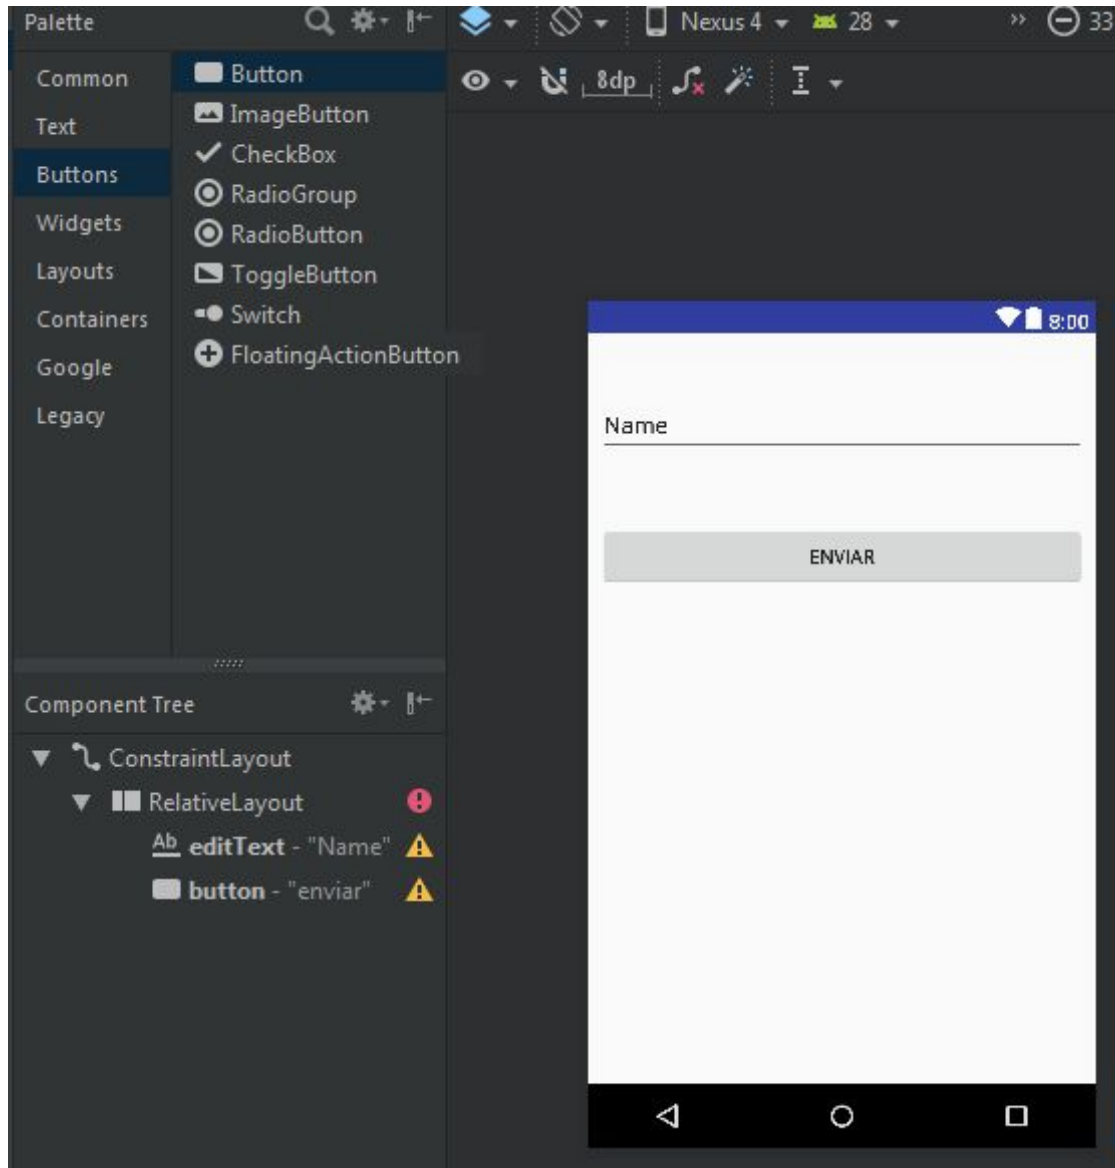 Palette
Nexus 4
28
33
Common
Text
Buttons
Widgets
Layouts
Containers
Google
Legacy
Button
ImageButton
CheckBox
RadioGroup
RadioButton
ToggleButton
Switch
FloatingActionButton
8dp
8:00
Name
ENVIAR
Component Tree
ConstraintLayout
RelativeLayout
Ab editText - "Name"
button - "enviar"